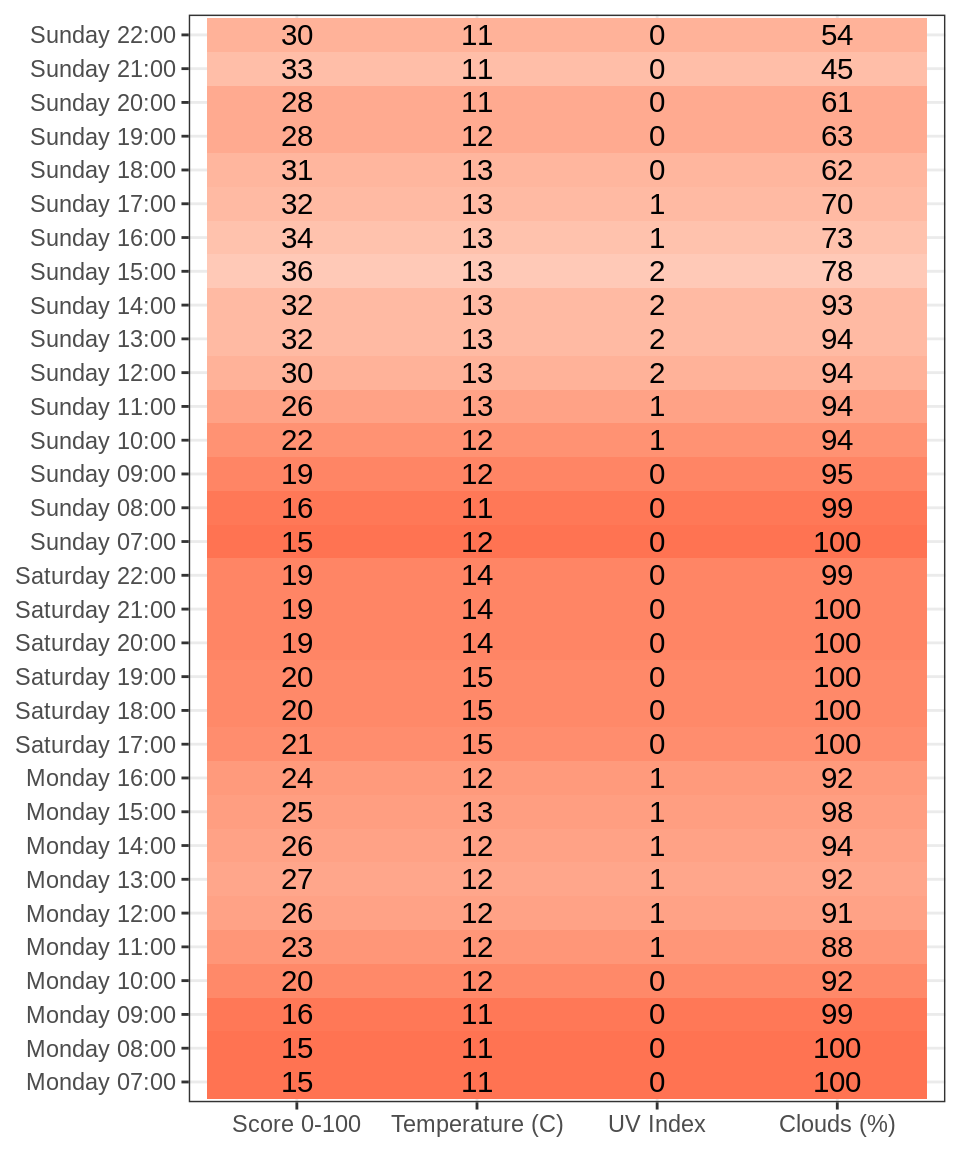 Sunday 22:00 30 11 0 54
Sunday 21:00 33 11 0 45
Sunday 20:00 28 11 0 61
Sunday 19:00 28 12 0 63
Sunday 18:00 31 13 0 62
Sunday 17:00 32 13 1 70
Sunday 16:00 34 13 1 73
Sunday 15:00 36 13 2 78
Sunday 14:00 32 13 2 93
Sunday 13:00 32 13 2 94
Sunday 12:00 30 13 2 94
Sunday 11:00 26 13 1 94
Sunday 10:00 22 12 1 94
Sunday 09:00 19 12 0 95
Sunday 08:00 16 11 0 99
Sunday 07:00 15 12 0 100
Saturday 22:00 19 14 0 99
Saturday 21:00 19 14 0 100
Saturday 20:00 19 14 0 100
Saturday 19:00 20 15 0 100
Saturday 18:00 20 15 0 100
Saturday 17:00 21 15 0 100
Monday 16:00 24 12 1 92
Monday 15:00 25 13 1 98
Monday 14:00 26 12 1 94
Monday 13:00 27 12 1 92
Monday 12:00 26 12 1 91
Monday 11:00 23 12 1 88
Monday 10:00 20 12 0 92
Monday 09:00 16 11 0 99
Monday 08:00 15 11 0 100
Monday 07:00 15 11 0 100
Score 0-100 Temperature (C) UV Index Clouds (%)